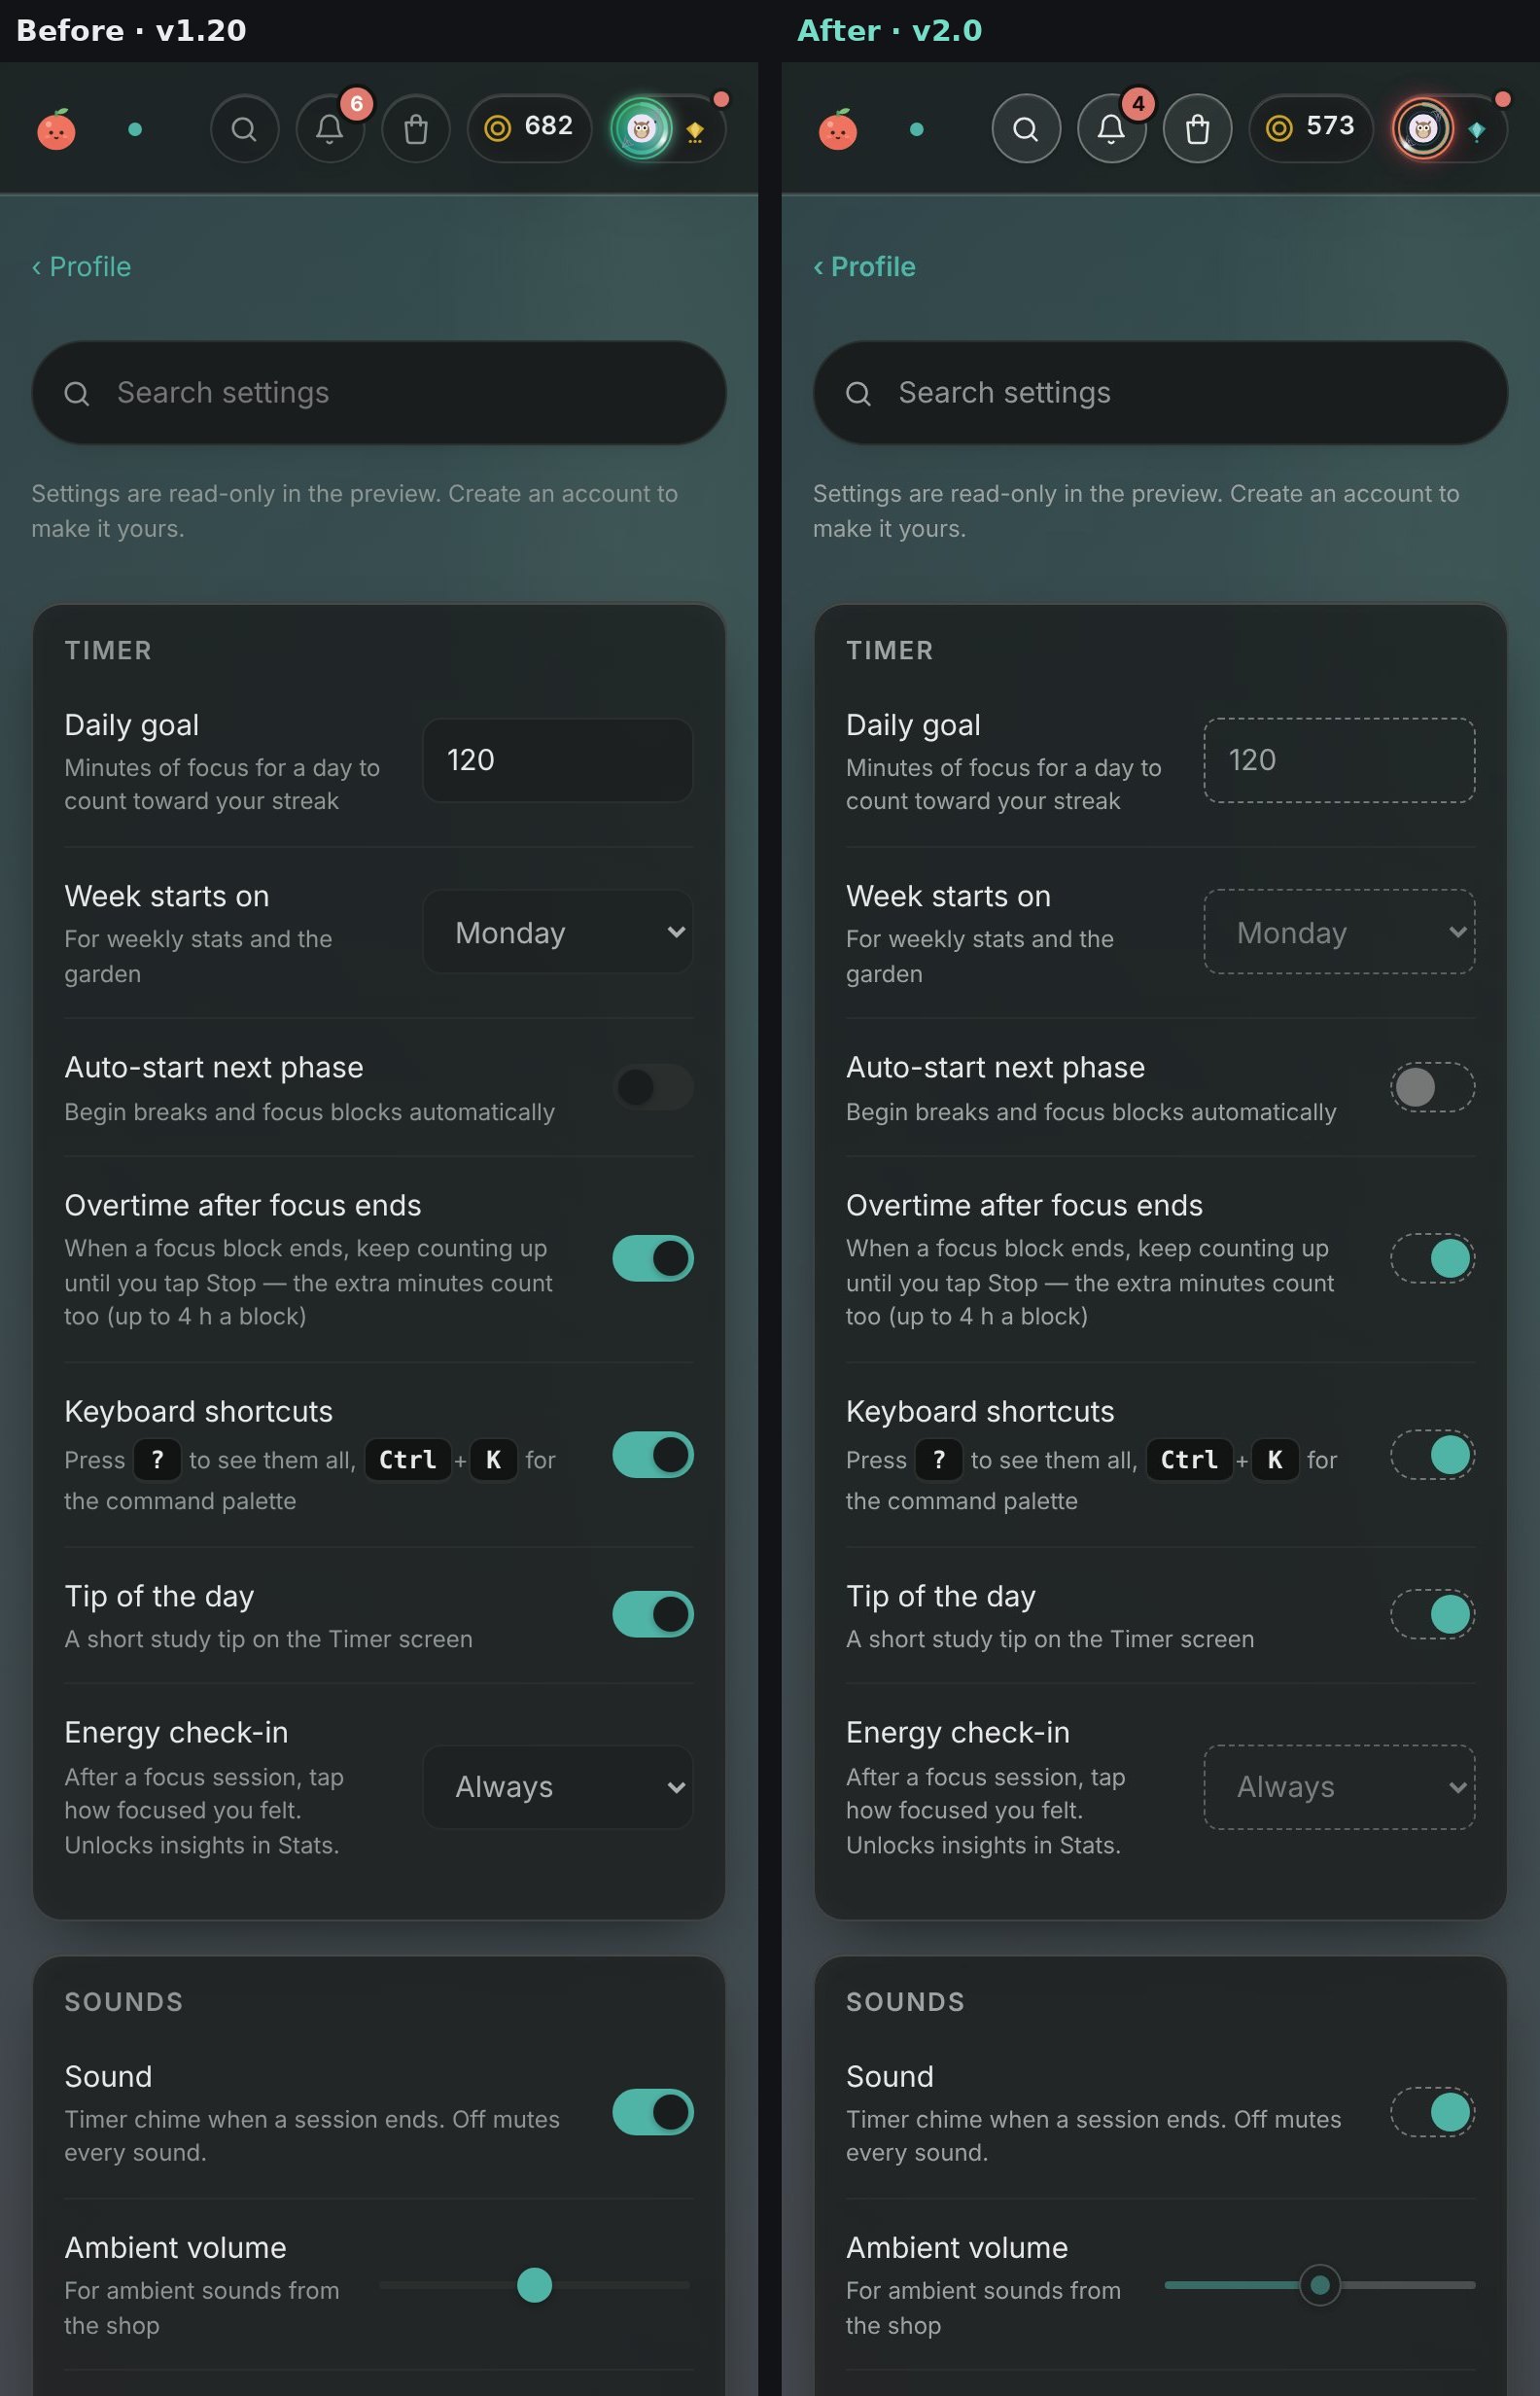 Before · v1.20
6
682
‹ Profile
Search settings
Settings are read-only in the preview. Create an account to
make it yours.
TIMER
Daily goal
Minutes of focus for a day to
count toward your streak
120
Week starts on
For weekly stats and the
garden
Monday
Auto-start next phase
Begin breaks and focus blocks automatically
Overtime after focus ends
When a focus block ends, keep counting up
until you tap Stop — the extra minutes count
too (up to 4 h a block)
Keyboard shortcuts
Press ? to see them all, Ctrl+K for
the command palette
Tip of the day
A short study tip on the Timer screen
Energy check-in
After a focus session, tap
how focused you felt.
Unlocks insights in Stats.
Always
SOUNDS
Sound
Timer chime when a session ends. Off mutes
every sound.
Ambient volume
For ambient sounds from
the shop
After · v2.0
4
573
‹ Profile
Search settings
Settings are read-only in the preview. Create an account to
make it yours.
TIMER
Daily goal
Minutes of focus for a day to
count toward your streak
120
Week starts on
For weekly stats and the
garden
Monday
Auto-start next phase
Begin breaks and focus blocks automatically
Overtime after focus ends
When a focus block ends, keep counting up
until you tap Stop — the extra minutes count
too (up to 4 h a block)
Keyboard shortcuts
Press ? to see them all, Ctrl+K for
the command palette
Tip of the day
A short study tip on the Timer screen
Energy check-in
After a focus session, tap
how focused you felt.
Unlocks insights in Stats.
Always
SOUNDS
Sound
Timer chime when a session ends. Off mutes
every sound.
Ambient volume
For ambient sounds from
the shop